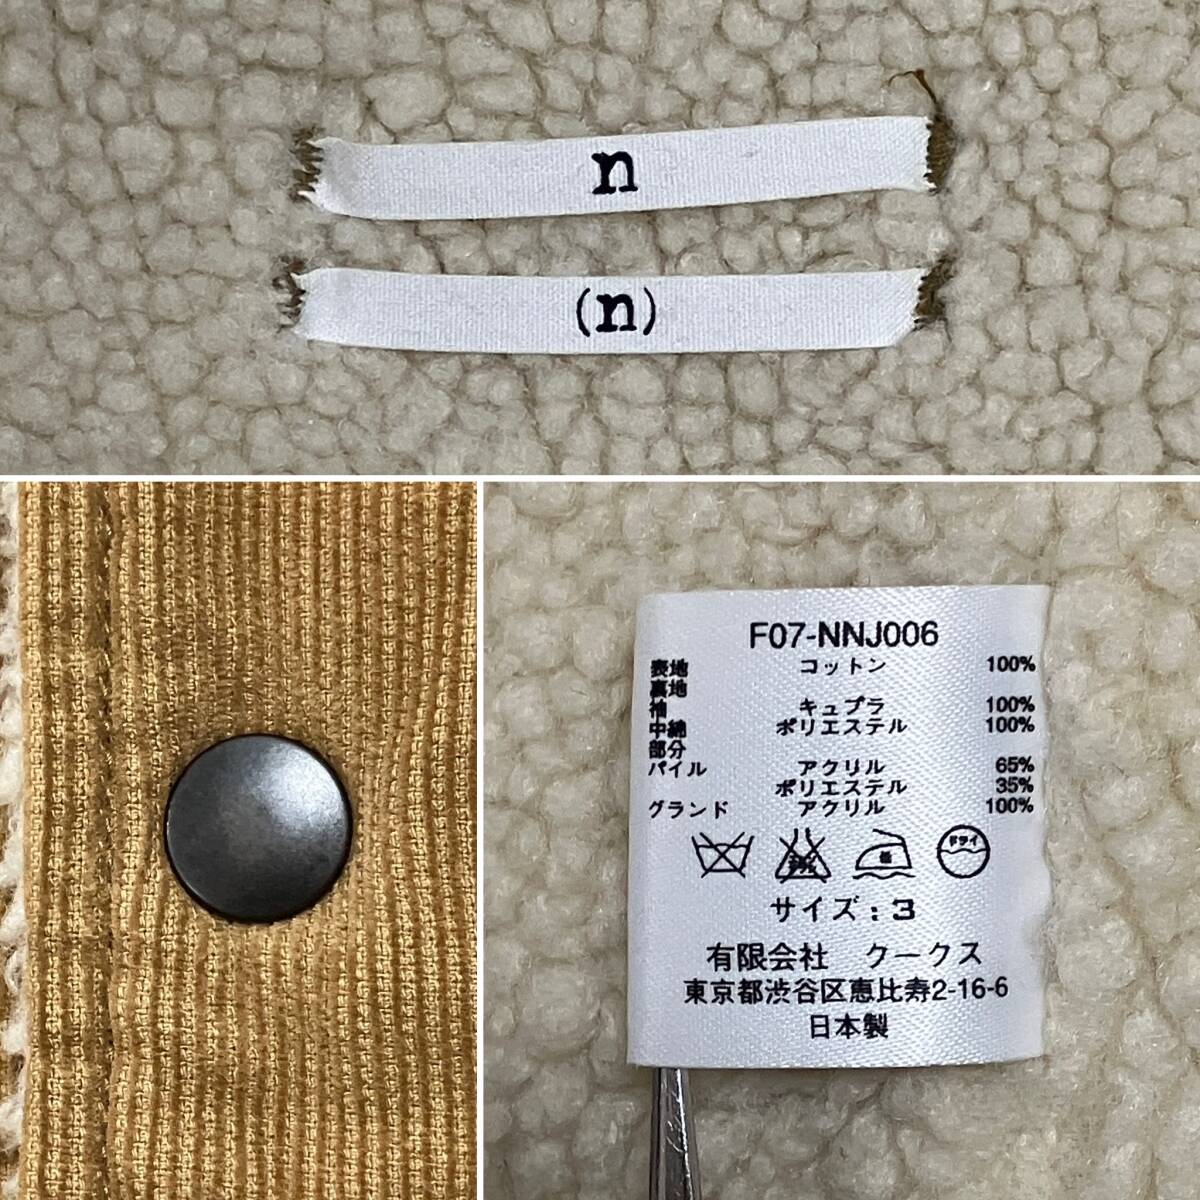 n
(n)
F07-NNJ006
表地 コットン 100%
裏地
袖 キュプラ 100%
中綿 ポリエステル 100%
部分
パイル アクリル 65%
ポリエステル 35%
グランド アクリル 100%
ドライ
サイズ：3
有限会社　クークス
東京都渋谷区恵比寿2-16-6
日本製